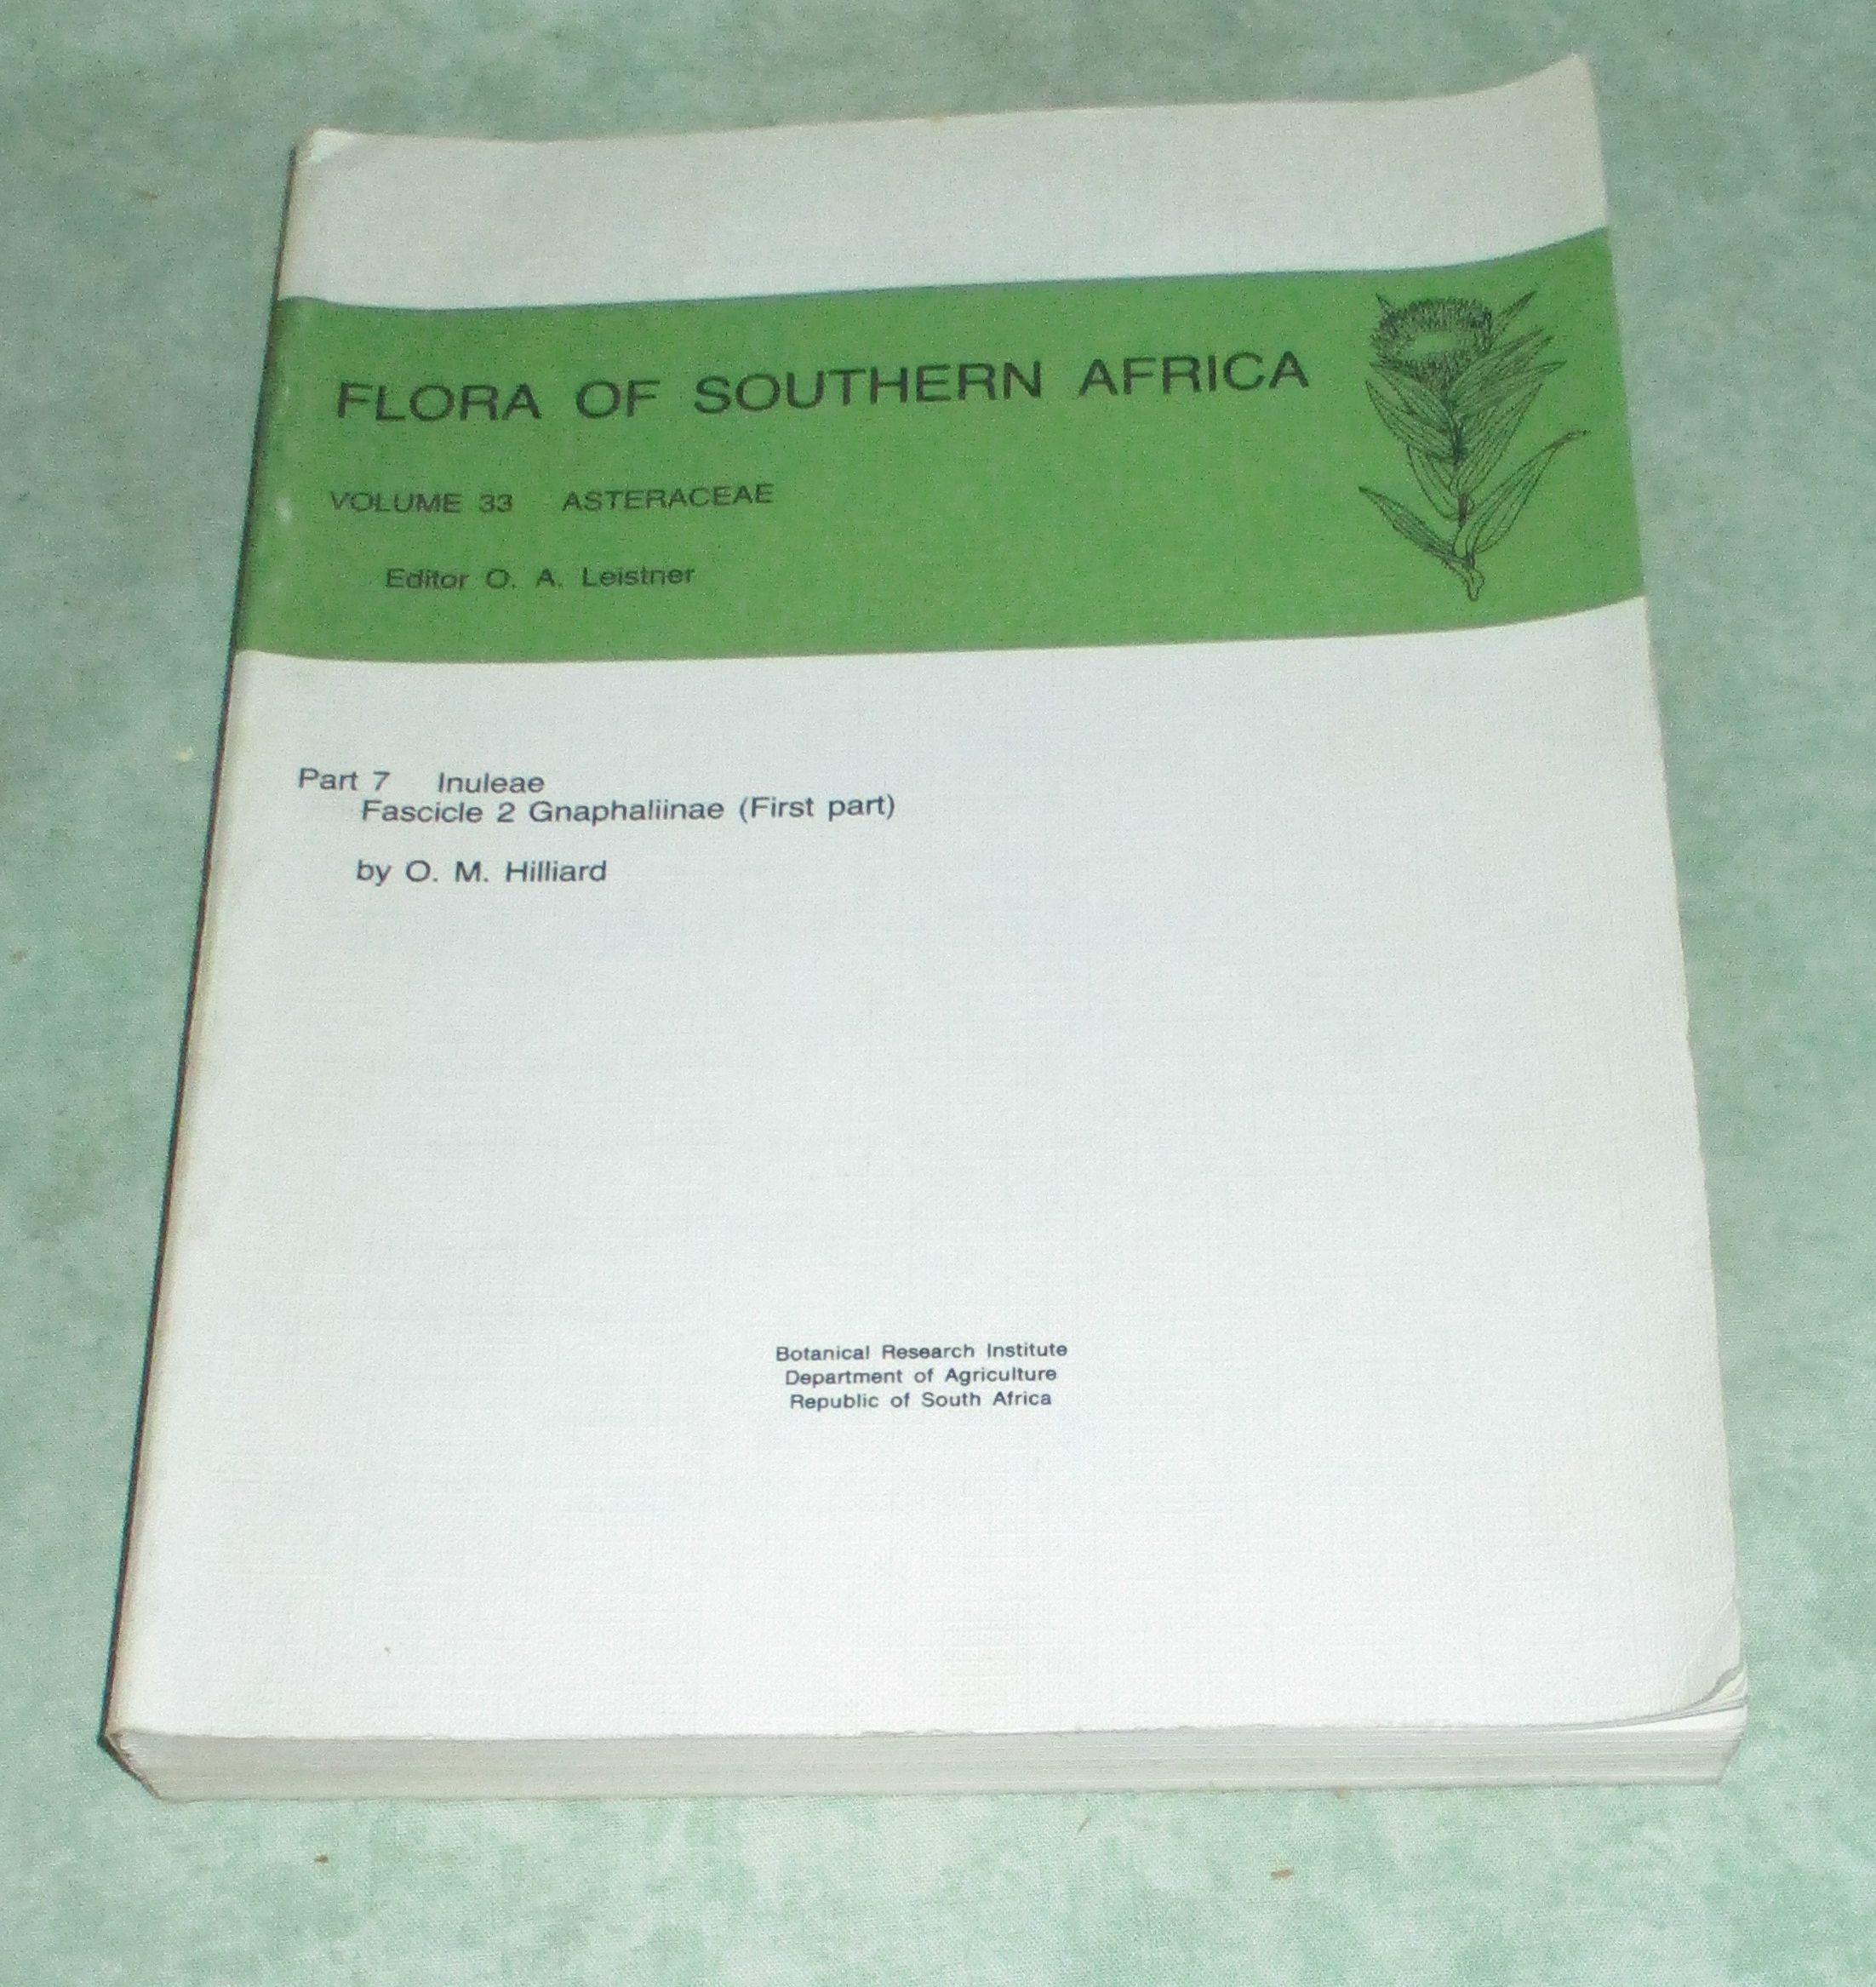 FLORA OF SOUTHERN AFRICA
VOLUME 33 ASTERACEAE
Editor O. A. Leistner
Part 7 Inuleae
Fascicle 2 Gnaphaliinae (First part)
by O. M. Hilliard
Botanical Research Institute
Department of Agriculture
Republic of South Africa